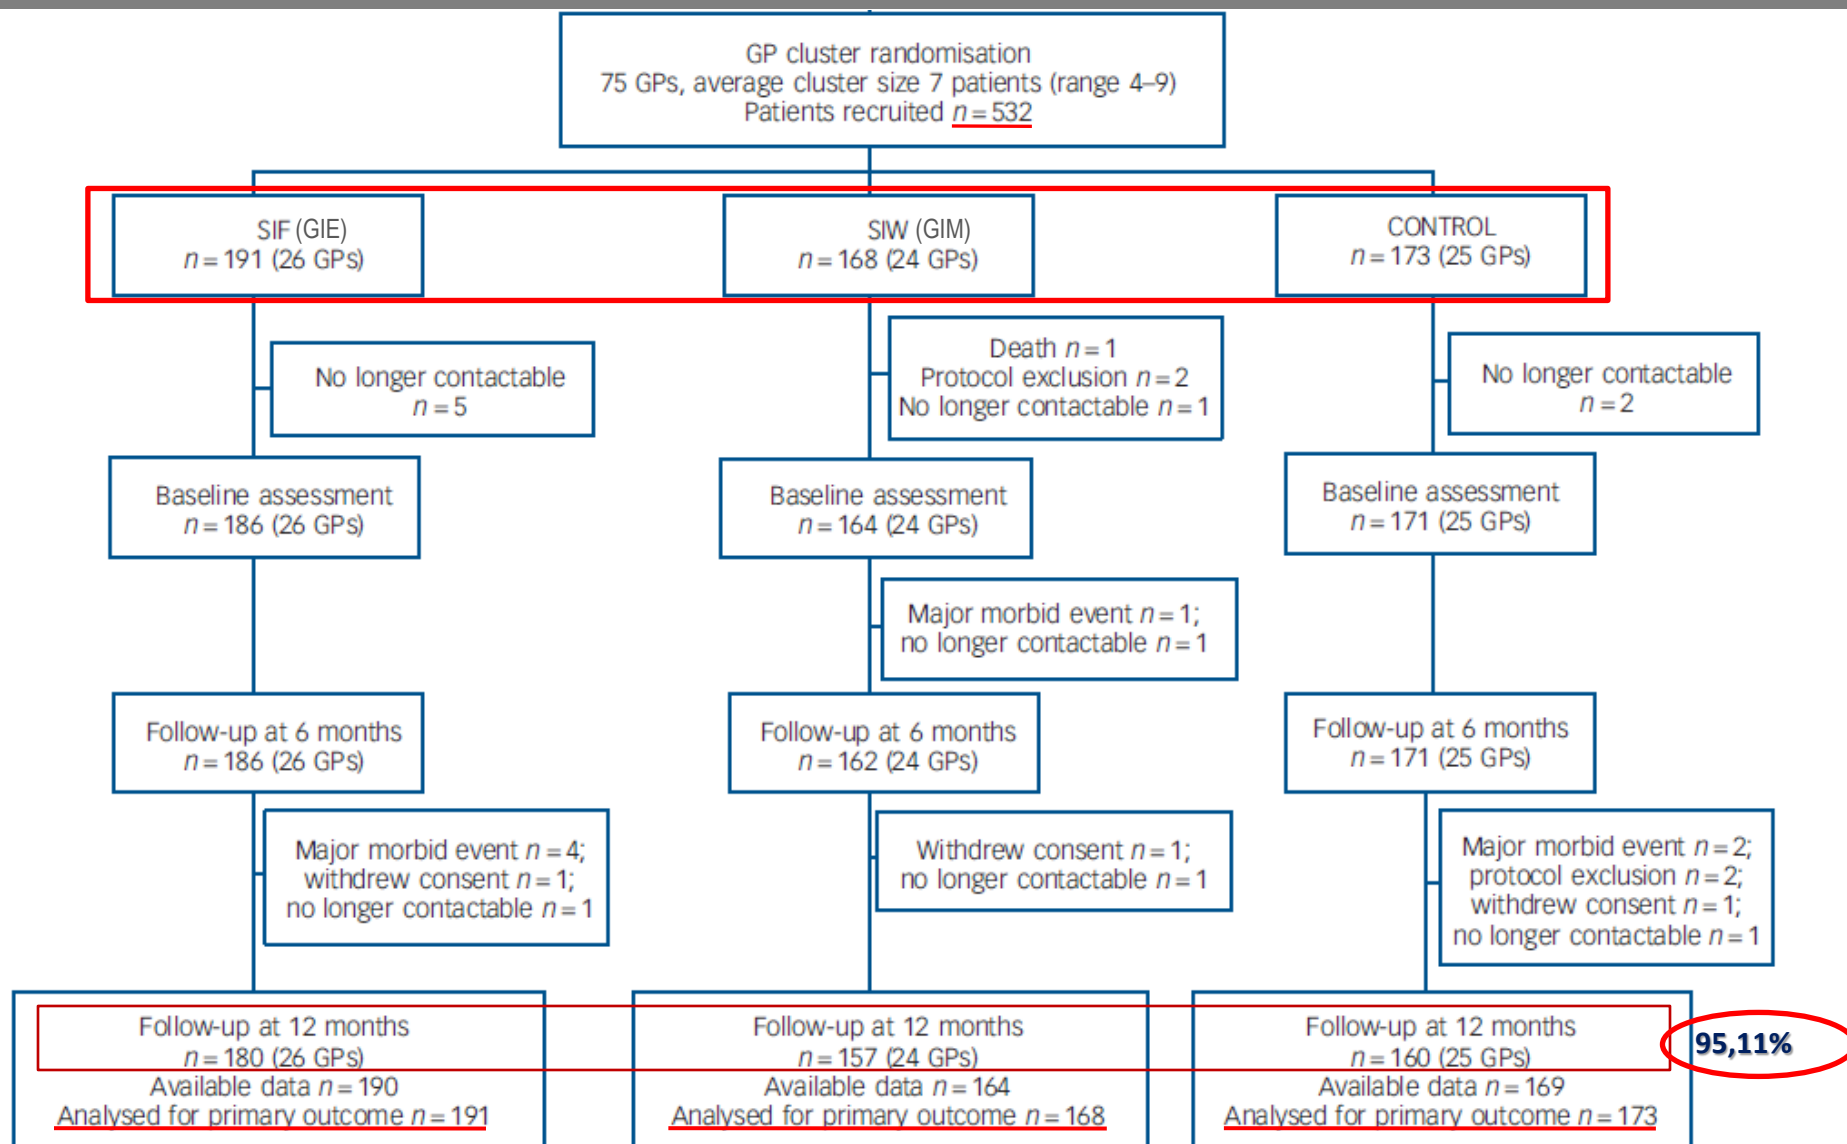 GP cluster randomisation
75 GPs, average cluster size 7 patients (range 4–9)
Patients recruited n = 532
SIF (GIE)
n = 191 (26 GPs)
SIW (GIM)
n = 168 (24 GPs)
CONTROL
n = 173 (25 GPs)
No longer contactable
n = 5
Death n = 1
Protocol exclusion n = 2
No longer contactable n = 1
No longer contactable
n = 2
Baseline assessment
n = 186 (26 GPs)
Baseline assessment
n = 164 (24 GPs)
Baseline assessment
n = 171 (25 GPs)
Major morbid event n = 1;
no longer contactable n = 1
Follow-up at 6 months
n = 186 (26 GPs)
Follow-up at 6 months
n = 162 (24 GPs)
Follow-up at 6 months
n = 171 (25 GPs)
Major morbid event n = 4;
withdrew consent n = 1;
no longer contactable n = 1
Withdrew consent n = 1;
no longer contactable n = 1
Major morbid event n = 2;
protocol exclusion n = 2;
withdrew consent n = 1;
no longer contactable n = 1
Follow-up at 12 months
n = 180 (26 GPs)
Available data n = 190
Analysed for primary outcome n = 191
Follow-up at 12 months
n = 157 (24 GPs)
Available data n = 164
Analysed for primary outcome n = 168
Follow-up at 12 months
n = 160 (25 GPs)
Available data n = 169
Analysed for primary outcome n = 173
95,11%